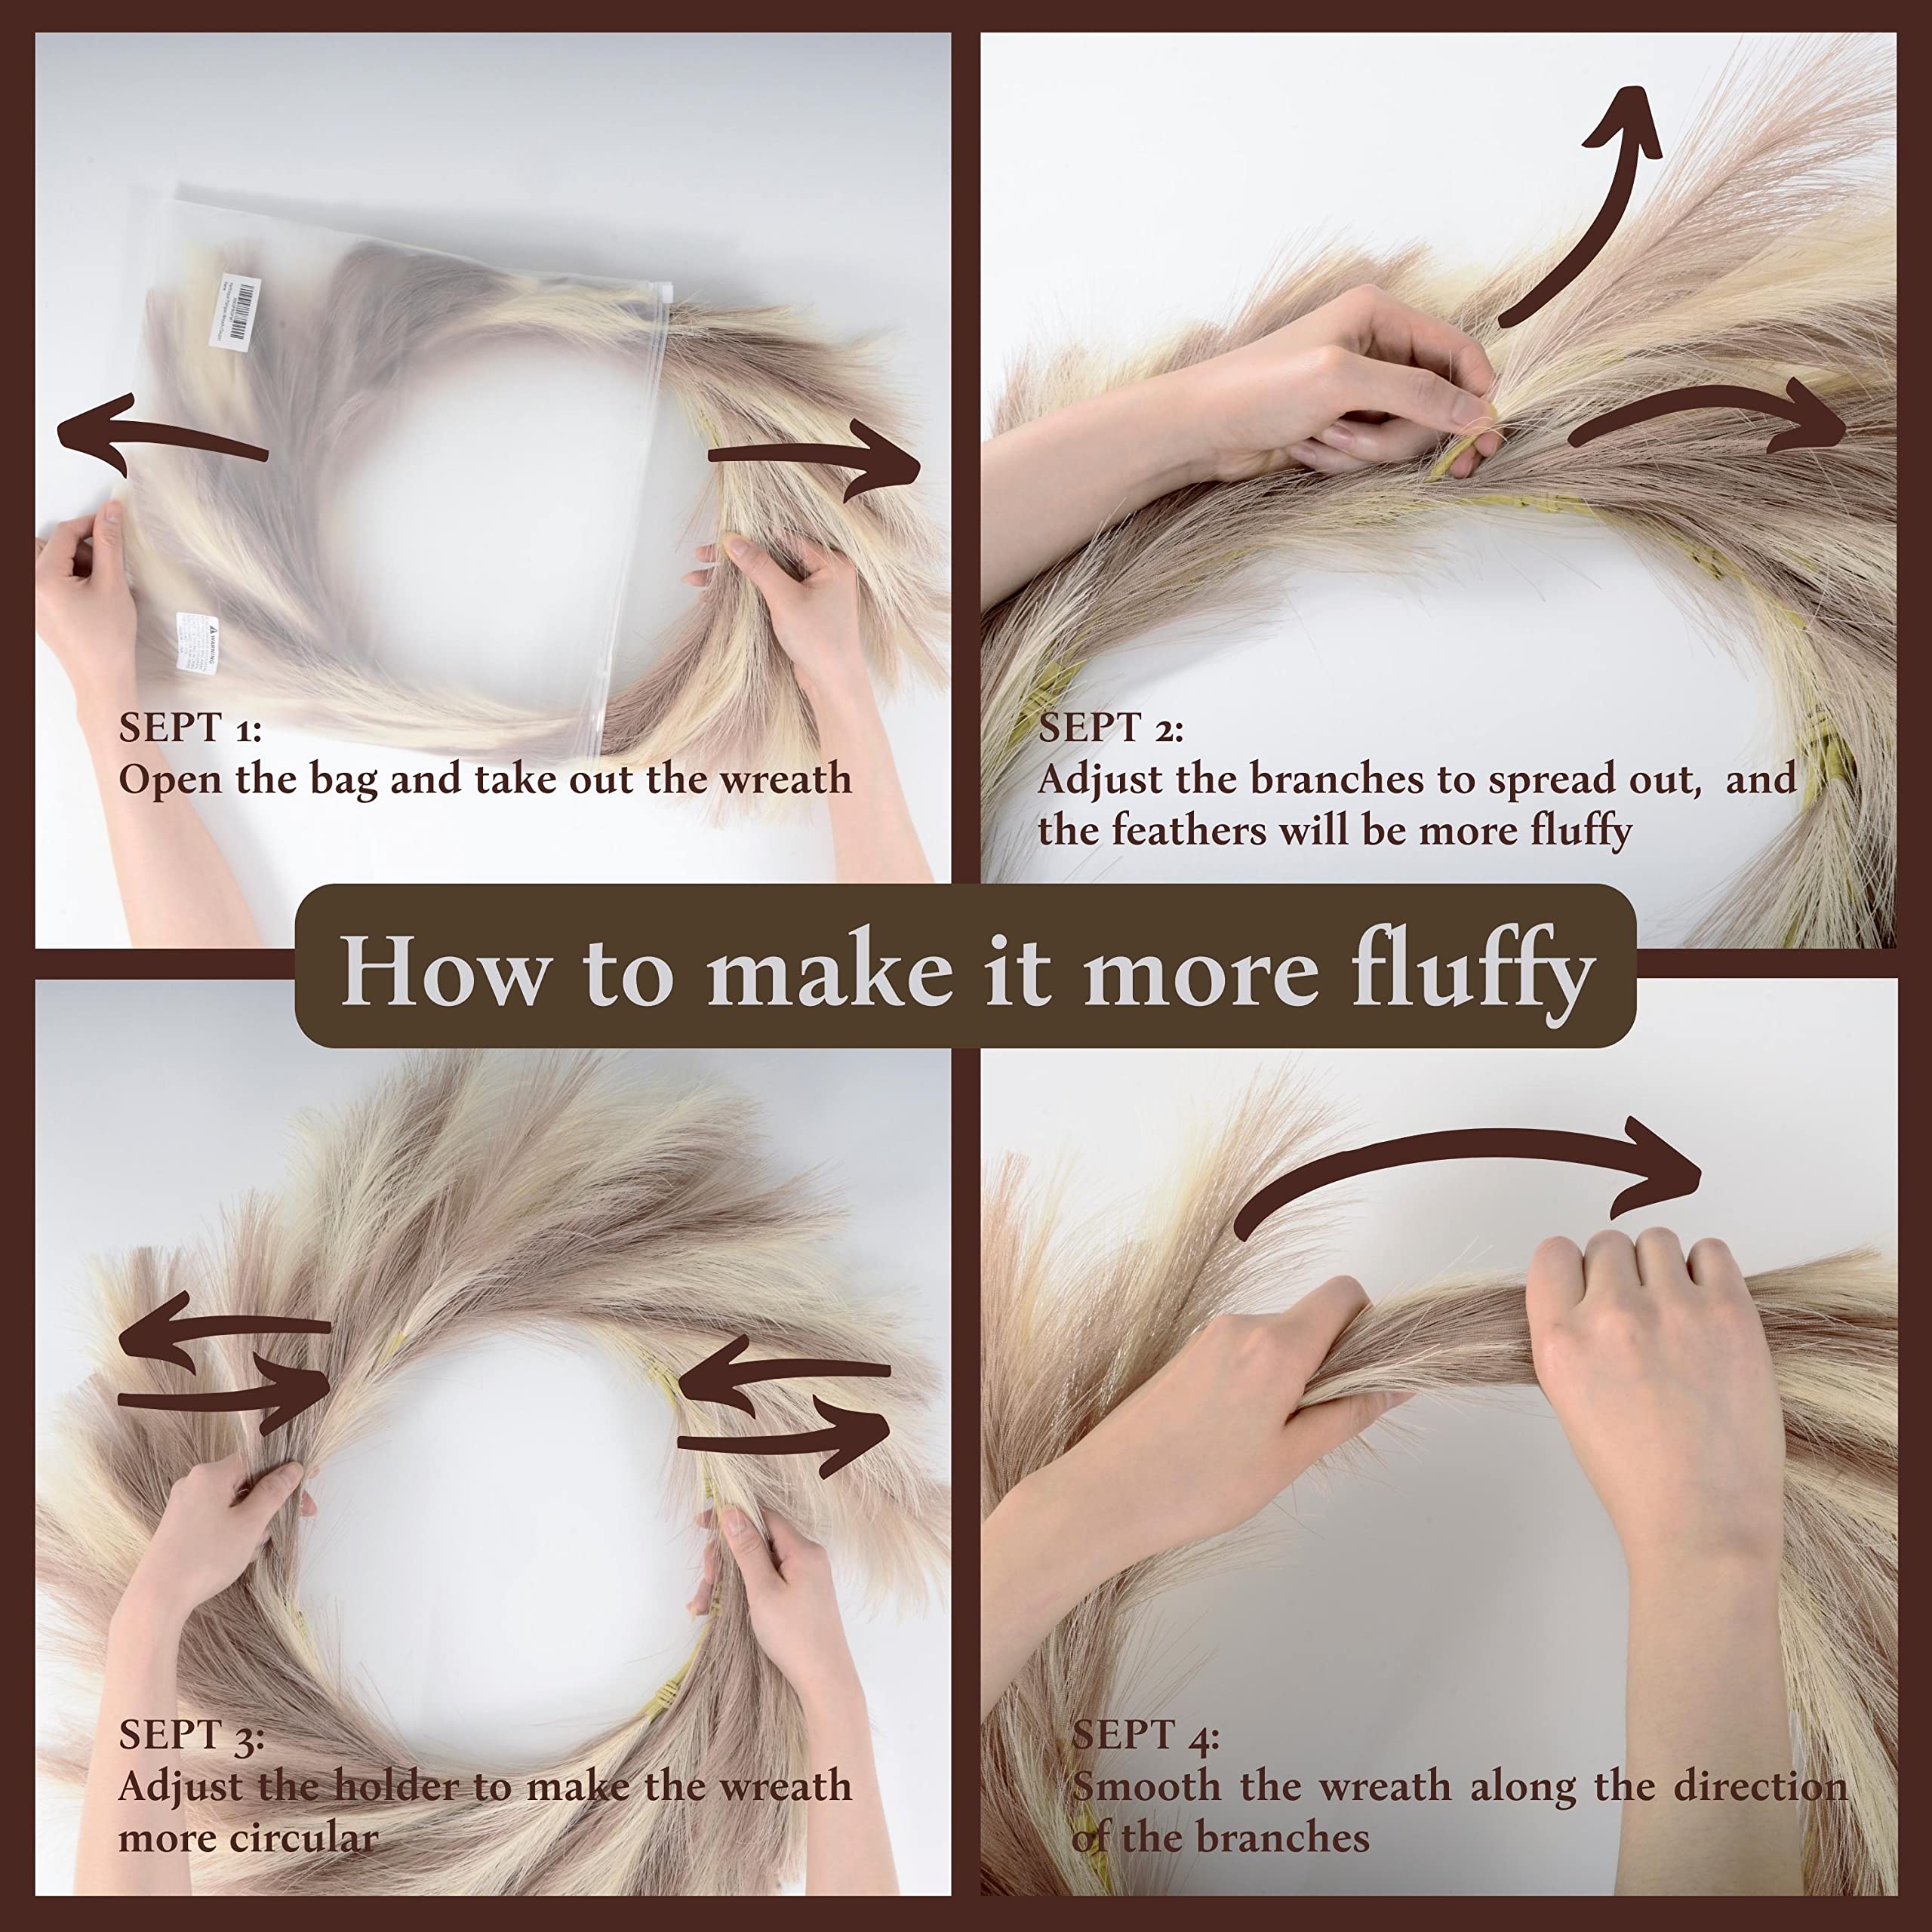 SEPT 1:
Open the bag and take out the wreath
WARNING
SEPT 2:
Adjust the branches to spread out, and
the feathers will be more fluffy
How to make it more fluffy
SEPT 3:
Adjust the holder to make the wreath
more circular
SEPT 4:
Smooth the wreath along the direction
of the branches